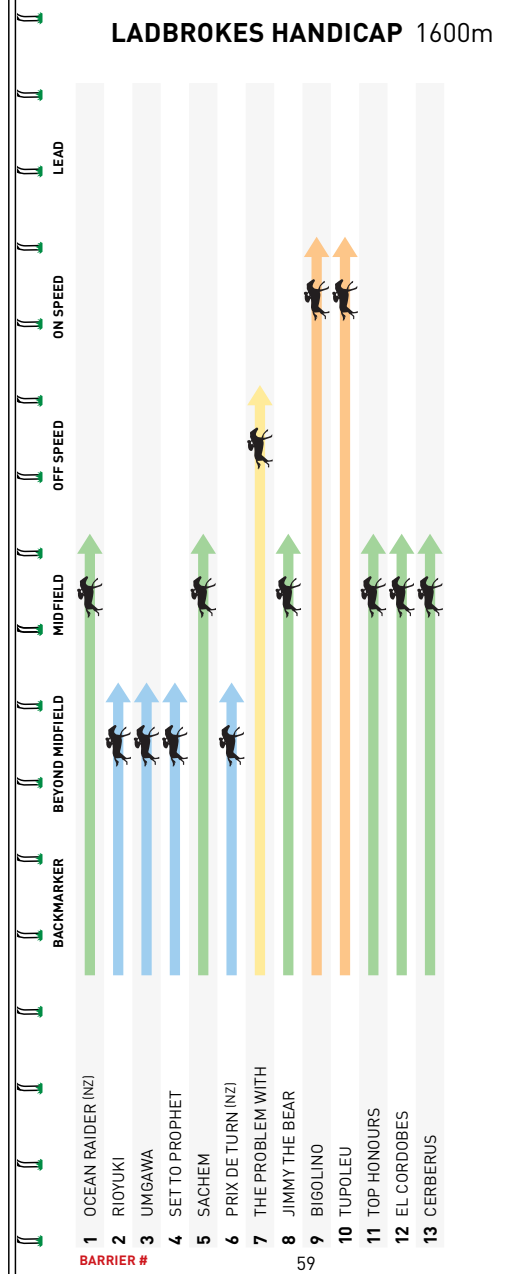 LADBROKES HANDICAP 1600m
LEAD
ON SPEED
OFF SPEED
MIDFIELD
BEYOND MIDFIELD
BACKMARKER
1 OCEAN RAIDER (NZ)
2 RIOYUKI
3 UMGAWA
4 SET TO PROPHET
5 SACHEM
6 PRIX DE TURN (NZ)
7 THE PROBLEM WITH
8 JIMMY THE BEAR
9 BIGOLINO
10 TUPOLEU
11 TOP HONOURS
12 EL CORDOBES
13 CERBERUS
BARRIER #
59